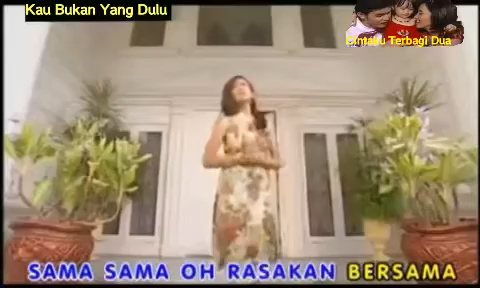 Kau Bukan Yang Dulu
Cintaku Terbagi Dua
SAMA SAMA OH RASAKAN BERSAMA